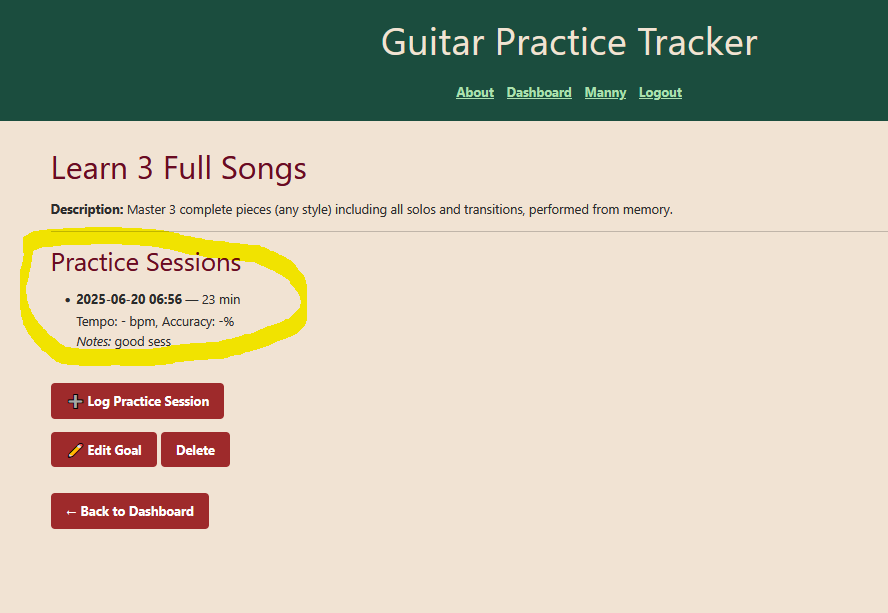 Guitar Practice Tracker
About Dashboard Manny Logout
Learn 3 Full Songs
Description: Master 3 complete pieces (any style) including all solos and transitions, performed from memory.
Practice Sessions
• 2025-06-20 06:56 — 23 min
Tempo: - bpm, Accuracy: -%
Notes: good sess
➕ Log Practice Session
✏️ Edit Goal Delete
← Back to Dashboard